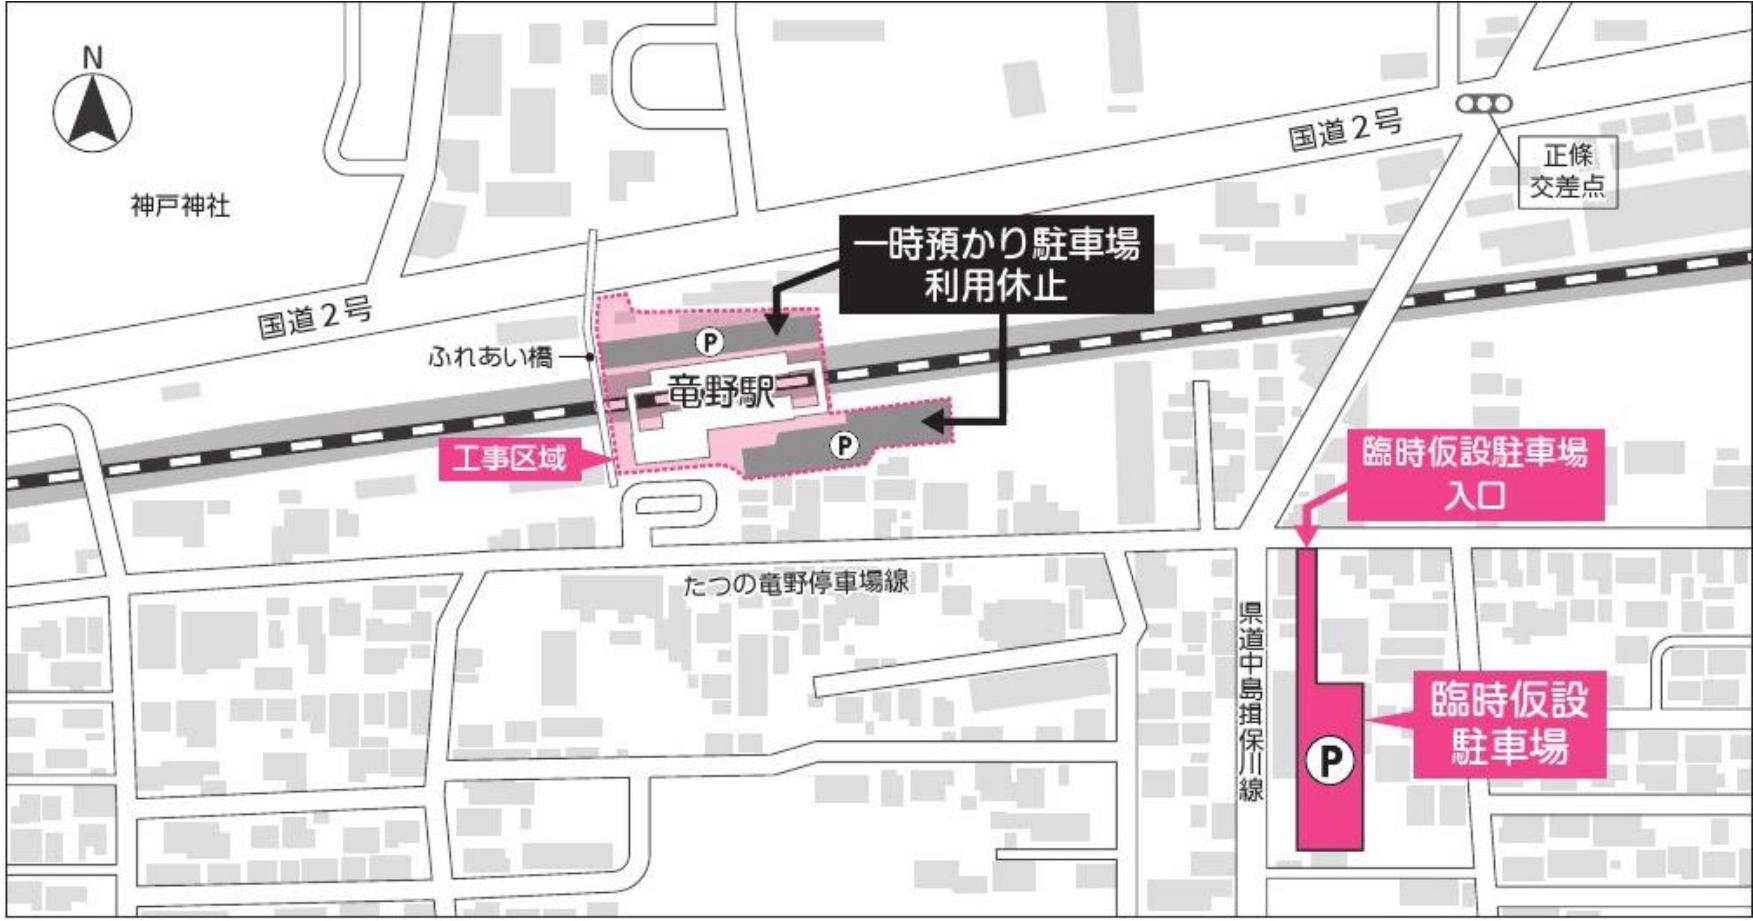 N
神戸神社
国道2号
正條
交差点
一時預かり駐車場
利用休止
国道2号
P
ふれあい橋
竜野駅
P
工事区域
臨時仮設駐車場
入口
たつの竜野停車場線
県道中島揖保川線
臨時仮設
駐車場
P